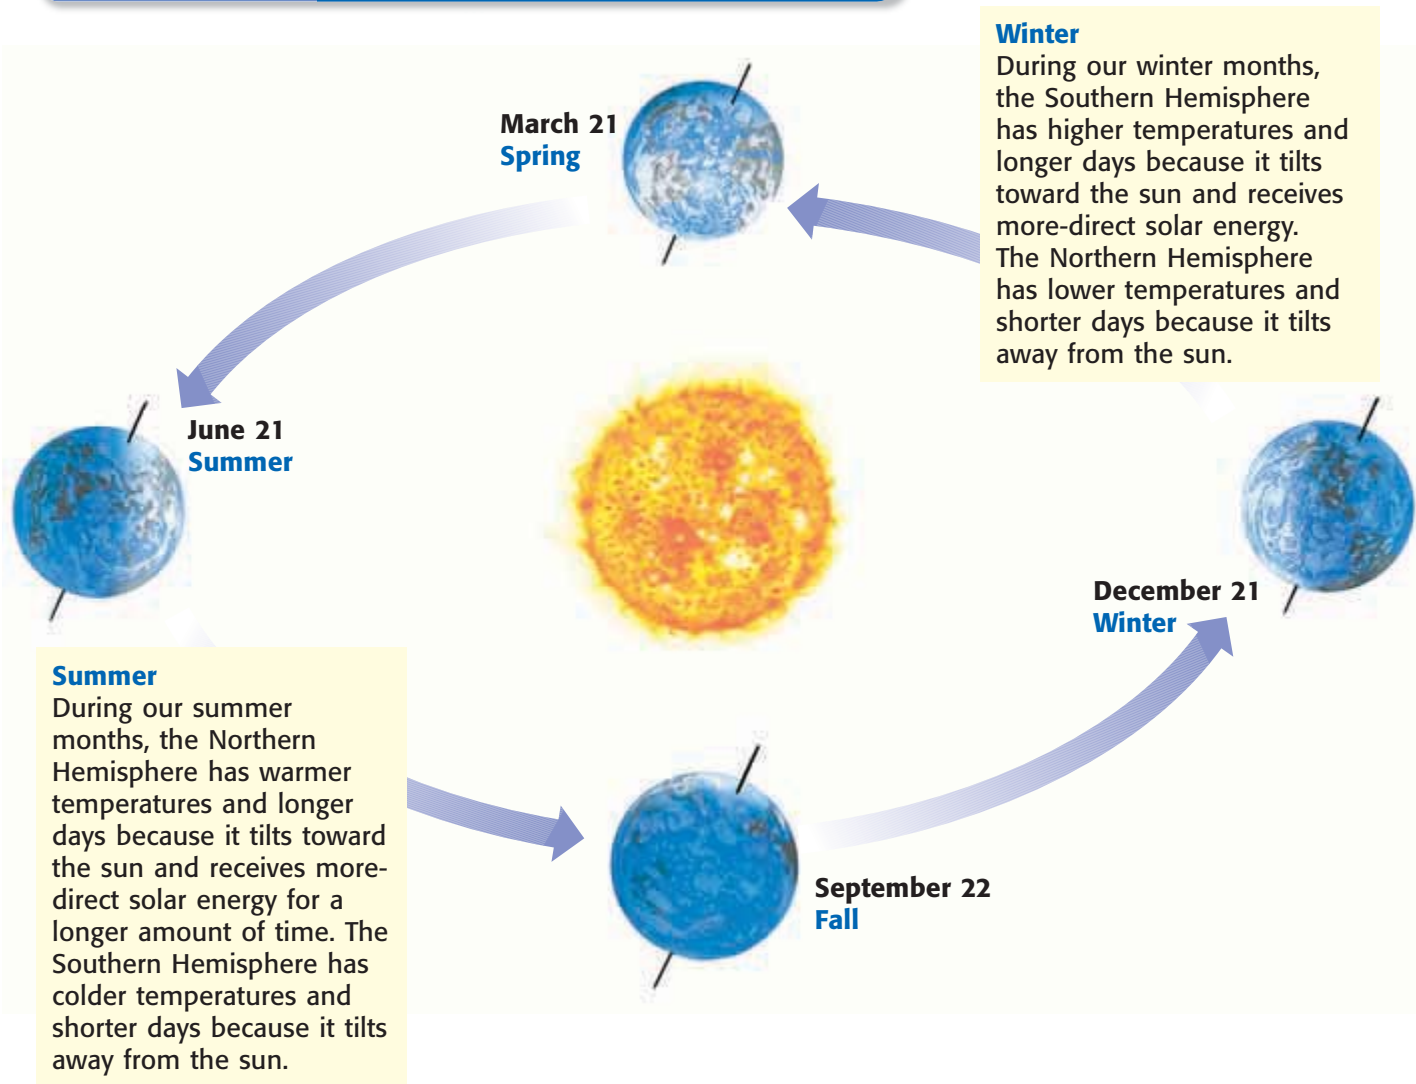 Winter
During our winter months,
the Southern Hemisphere
has higher temperatures and
longer days because it tilts
toward the sun and receives
more-direct solar energy.
The Northern Hemisphere
has lower temperatures and
shorter days because it tilts
away from the sun.
March 21
Spring
June 21
Summer
December 21
Winter
Summer
During our summer
months, the Northern
Hemisphere has warmer
temperatures and longer
days because it tilts toward
the sun and receives more-
direct solar energy for a
longer amount of time. The
Southern Hemisphere has
colder temperatures and
shorter days because it tilts
away from the sun.
September 22
Fall